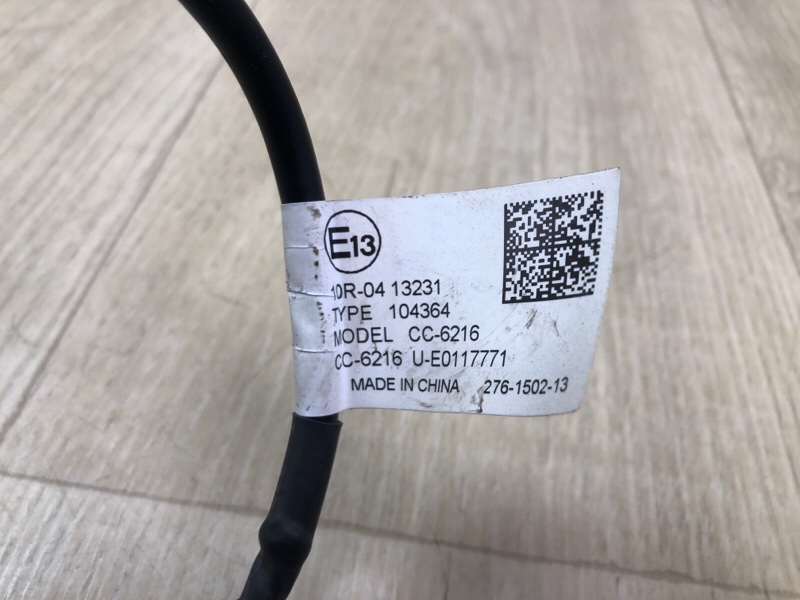 E13
10R-04 13231
TYPE 104364
MODEL CC-6216
CC-6216 U-E0117771
MADE IN CHINA 276-1502-13